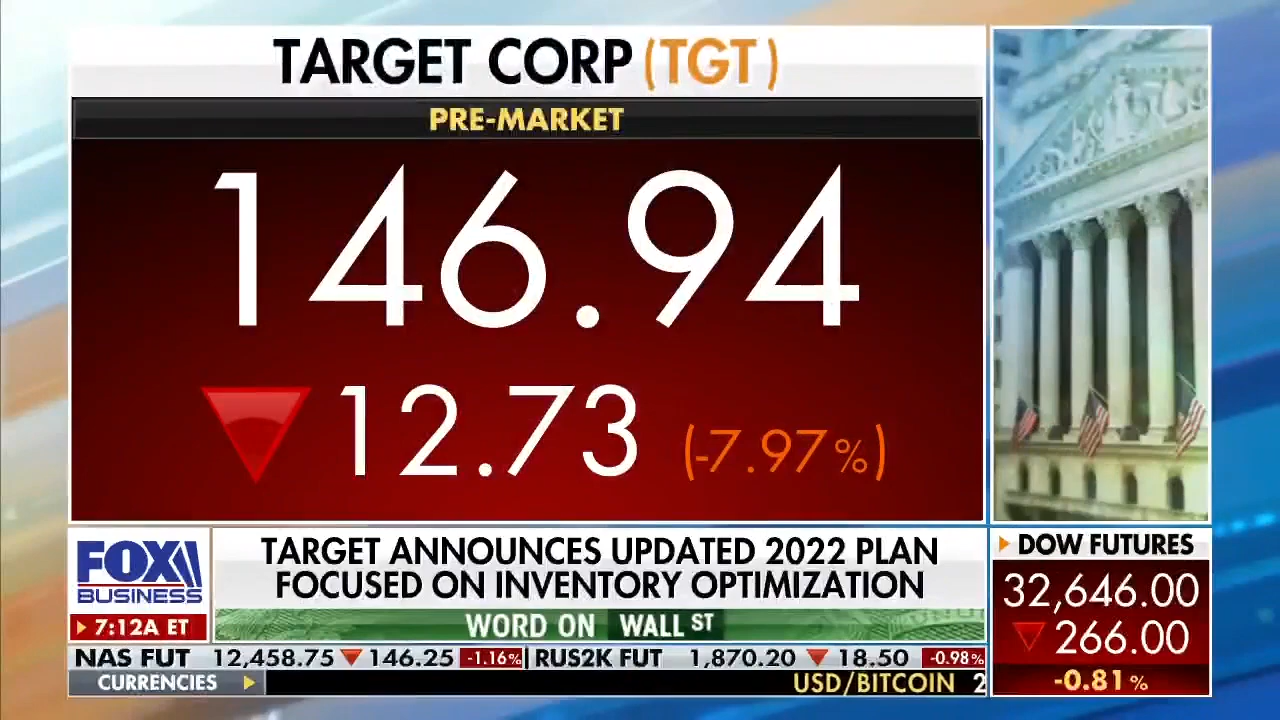 TARGET CORP (TGT)
PRE-MARKET
146.94
▼ 12.73 (-7.97%)
FOX BUSINESS
7:12A ET
TARGET ANNOUNCES UPDATED 2022 PLAN
FOCUSED ON INVENTORY OPTIMIZATION
WORD ON WALL ST
DOW FUTURES
32,646.00
▼ 266.00
-0.81%
NAS FUT 12,458.75 ▼ 146.25 -1.16% RUS2K FUT 1,870.20 ▼ 18.50 -0.98%
CURRENCIES USD/BITCOIN 2